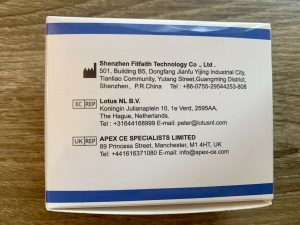 Shenzhen Fitfaith Technology Co ., Ltd .
501, Building B5, Dongfang Jianfu Yijing Industrial City,
Tianliao Community, Yutang Street,Guangming District,
Shenzhen, P.R.China Tel : +86-0755-29544253-808
EC REP Lotus NL B.V.
Koningin Julianaplein 10, 1e Verd, 2595AA,
The Hague, Netherlands.
Tel : +31644168999 E-mail: peter@lotusnl.com
UK REP APEX CE SPECIALISTS LIMITED
89 Princess Street, Manchester, M1 4HT, UK
Tel: +441616371080 E-mail: info@apex-ce.com